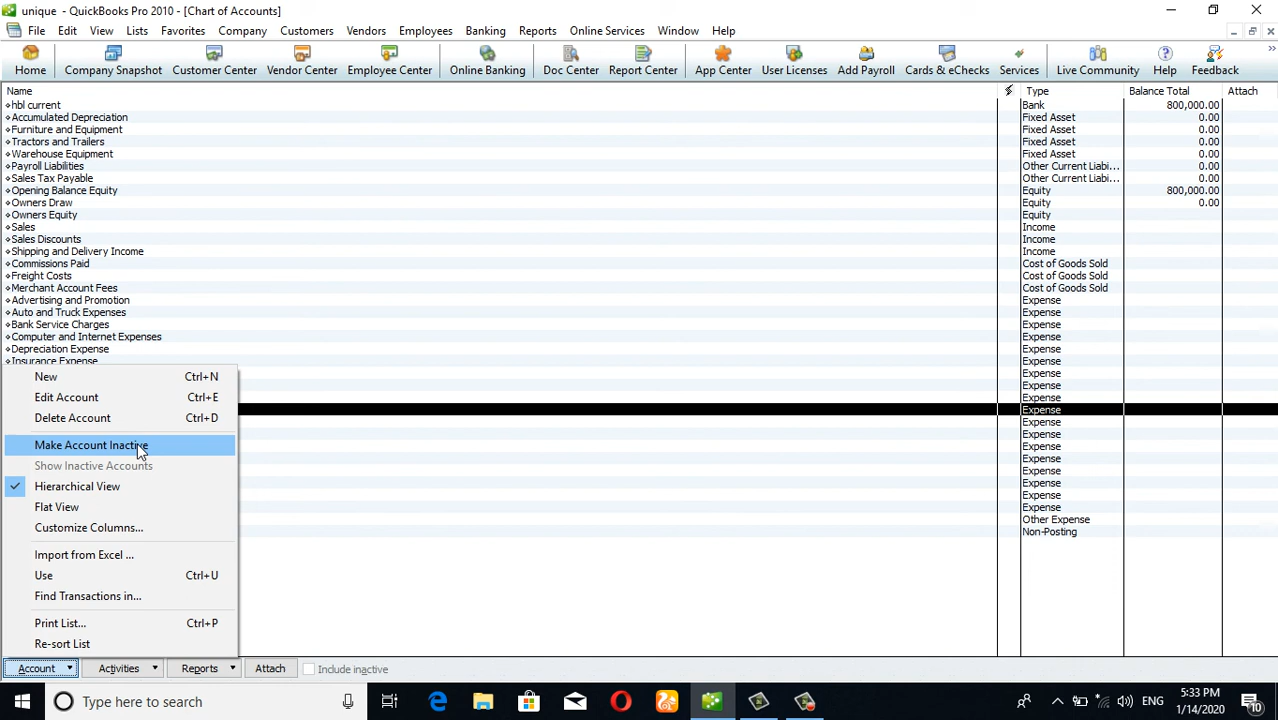 unique - QuickBooks Pro 2010 - [Chart of Accounts]
File Edit View Lists Favorites Company Customers Vendors Employees Banking Reports Online Services Window Help
Home Company Snapshot Customer Center Vendor Center Employee Center Online Banking Doc Center Report Center App Center User Licenses Add Payroll Cards & eChecks Services Live Community Help Feedback
Name Type Balance Total Attach
hbl current Bank 800,000.00
Accumulated Depreciation Fixed Asset 0.00
Furniture and Equipment Fixed Asset 0.00
Tractors and Trailers Fixed Asset 0.00
Warehouse Equipment Fixed Asset 0.00
Payroll Liabilities Other Current Liabi... 0.00
Sales Tax Payable Other Current Liabi... 0.00
Opening Balance Equity Equity 800,000.00
Owners Draw Equity 0.00
Owners Equity Equity
Sales Income
Sales Discounts Income
Shipping and Delivery Income Income
Commissions Paid Cost of Goods Sold
Freight Costs Cost of Goods Sold
Merchant Account Fees Cost of Goods Sold
Advertising and Promotion Expense
Auto and Truck Expenses Expense
Bank Service Charges Expense
Computer and Internet Expenses Expense
Depreciation Expense Expense
Insurance Expense Expense
New Ctrl+N Expense
Expense
Edit Account Ctrl+E Expense
Expense
Delete Account Ctrl+D Expense
Expense
Make Account Inactive Expense
Expense
Show Inactive Accounts Expense
Hierarchical View Expense
Expense
Flat View Expense
Other Expense
Customize Columns... Non-Posting
Import from Excel ...
Use Ctrl+U
Find Transactions in...
Print List... Ctrl+P
Re-sort List
Account Activities Reports Attach Include inactive
Type here to search ENG 5:33 PM
1/14/2020 10